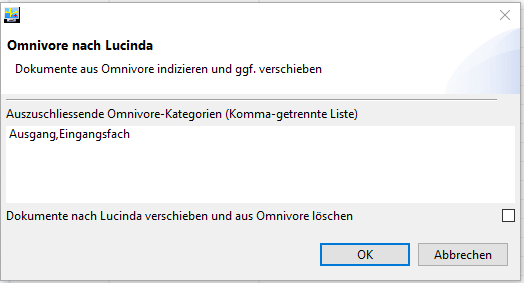 Omnivore nach Lucinda
Dokumente aus Omnivore indizieren und ggf. verschieben
Auszuschliessende Omnivore-Kategorien (Komma-getrennte Liste)
Ausgang,Eingangsfach
Dokumente nach Lucinda verschieben und aus Omnivore löschen
OK
Abbrechen